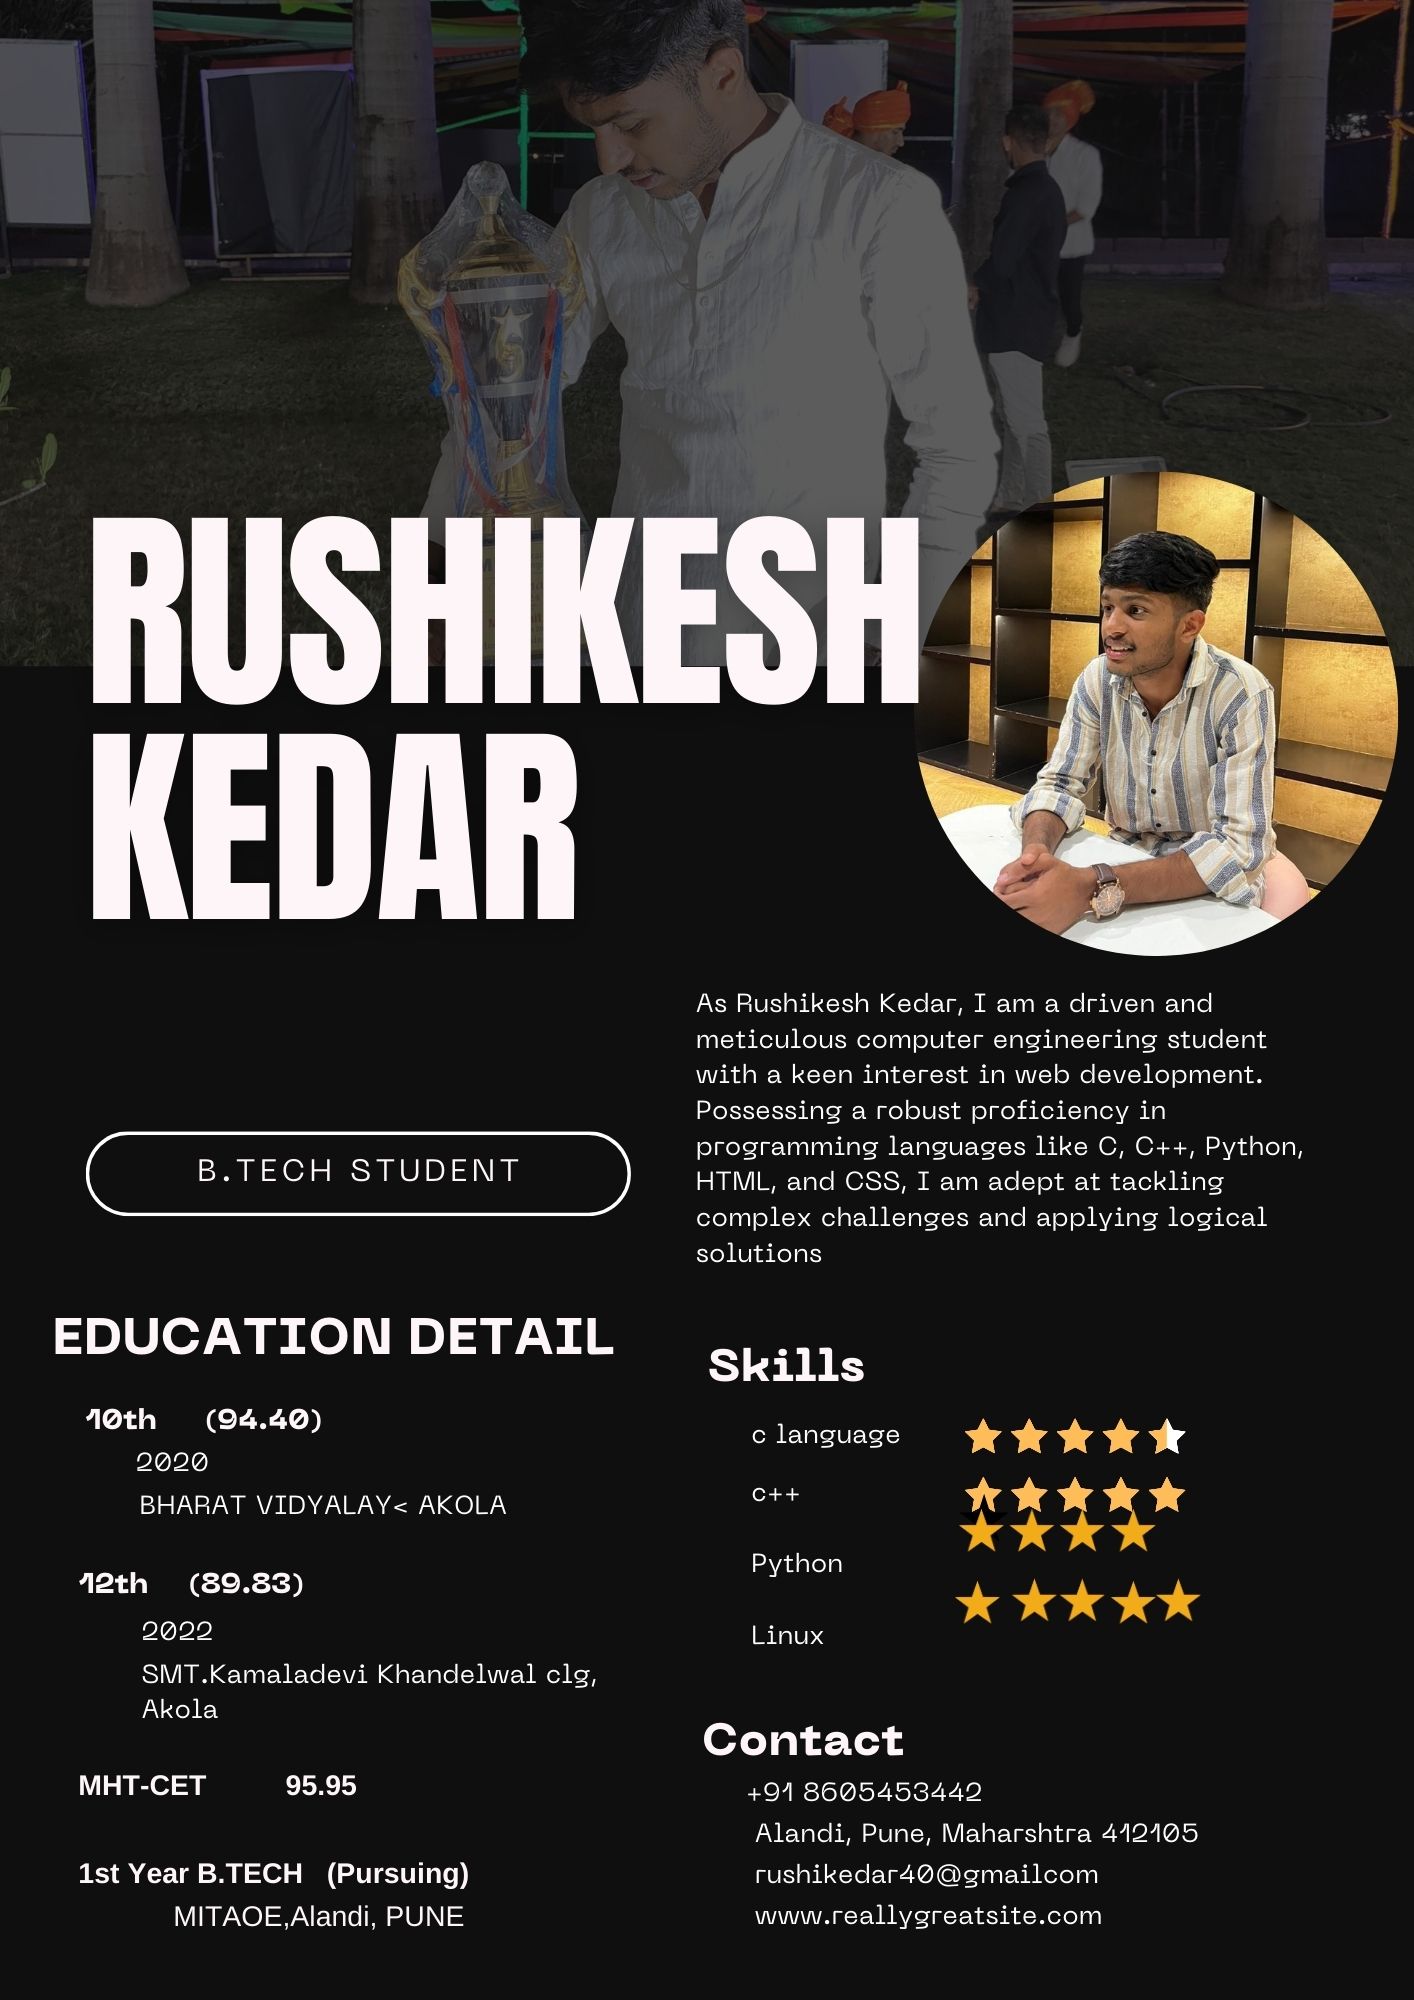 RUSHIKESH
KEDAR
As Rushikesh Kedar, I am a driven and
meticulous computer engineering student
with a keen interest in web development.
Possessing a robust proficiency in
programming languages like C, C++, Python,
HTML, and CSS, I am adept at tackling
complex challenges and applying logical
solutions
B.TECH STUDENT
EDUCATION DETAIL
10th (94.40)
2020
BHARAT VIDYALAY< AKOLA
12th (89.83)
2022
SMT.Kamaladevi Khandelwal clg,
Akola
MHT-CET 95.95
1st Year B.TECH (Pursuing)
MITAOE,Alandi, PUNE
Skills
c language
c++
Python
Linux
Contact
+91 8605453442
Alandi, Pune, Maharshtra 412105
rushikedar40@gmailcom
www.reallygreatsite.com